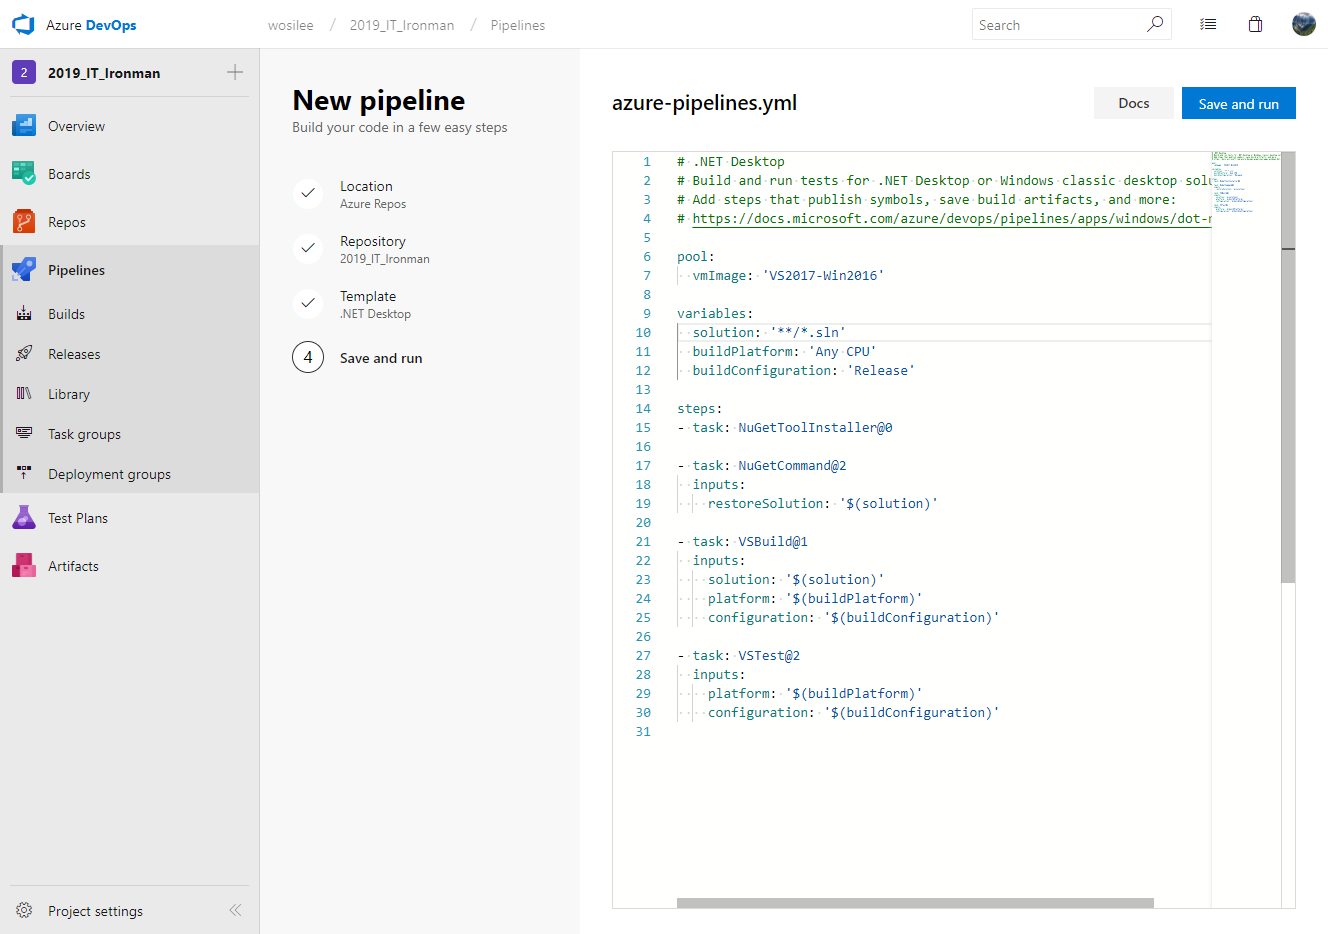 Azure DevOps
wosilee / 2019_IT_Ironman / Pipelines
Search
2 2019_IT_Ironman
Overview
Boards
Repos
Pipelines
Builds
Releases
Library
Task groups
Deployment groups
Test Plans
Artifacts
Project settings
New pipeline
Build your code in a few easy steps
Location
Azure Repos
Repository
2019_IT_Ironman
Template
.NET Desktop
4 Save and run
azure-pipelines.yml
Docs
Save and run
1 # .NET Desktop
2 # Build and run tests for .NET Desktop or Windows classic desktop solu
3 # Add steps that publish symbols, save build artifacts, and more:
4 # https://docs.microsoft.com/azure/devops/pipelines/apps/windows/dot-n
5
6 pool:
7   vmImage: 'VS2017-Win2016'
8
9 variables:
10   solution: '**/*.sln'
11   buildPlatform: 'Any CPU'
12   buildConfiguration: 'Release'
13
14 steps:
15 - task: NuGetToolInstaller@0
16
17 - task: NuGetCommand@2
18   inputs:
19     restoreSolution: '$(solution)'
20
21 - task: VSBuild@1
22   inputs:
23     solution: '$(solution)'
24     platform: '$(buildPlatform)'
25     configuration: '$(buildConfiguration)'
26
27 - task: VSTest@2
28   inputs:
29     platform: '$(buildPlatform)'
30     configuration: '$(buildConfiguration)'
31